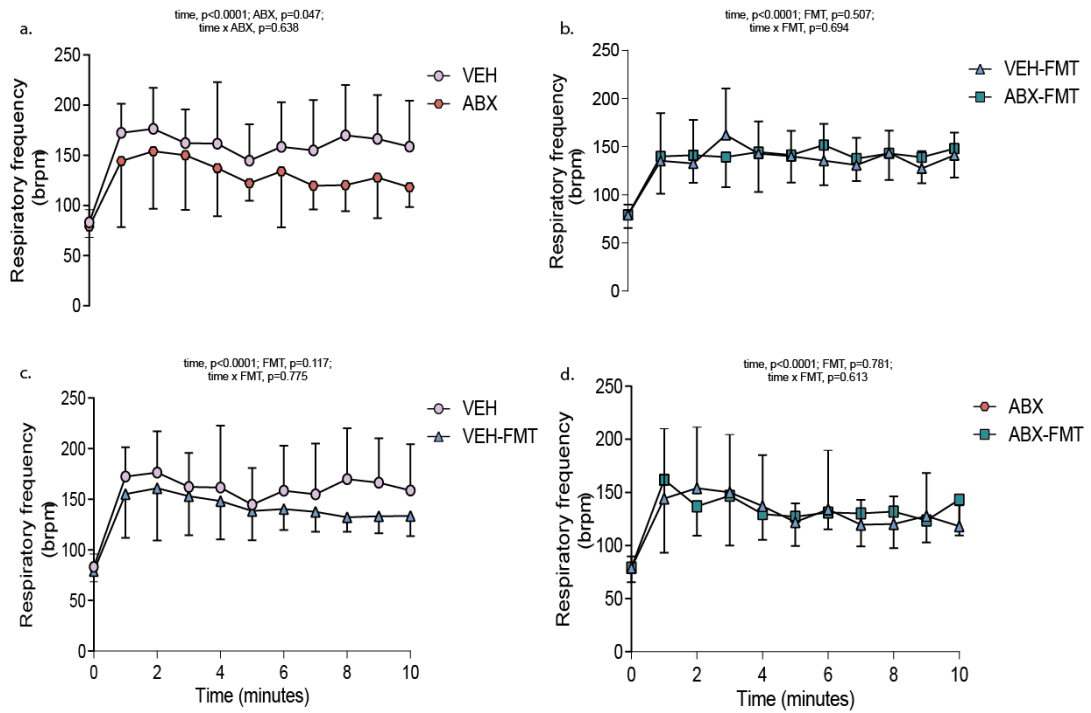 a.
time, p<0.0001; ABX, p=0.047;
time x ABX, p=0.638
250
200
150
100
50
0
Respiratory frequency
(brpm)
VEH
ABX
b.
time, p<0.0001; FMT, p=0.507;
time x FMT, p=0.694
250
200
150
100
50
0
Respiratory frequency
(brpm)
VEH-FMT
ABX-FMT
c.
time, p<0.0001; FMT, p=0.117;
time x FMT, p=0.775
250
200
150
100
50
0
Respiratory frequency
(brpm)
VEH
VEH-FMT
0 2 4 6 8 10
Time (minutes)
d.
time, p<0.0001; FMT, p=0.781;
time x FMT, p=0.613
250
200
150
100
50
0
Respiratory frequency
(brpm)
ABX
ABX-FMT
0 2 4 6 8 10
Time (minutes)